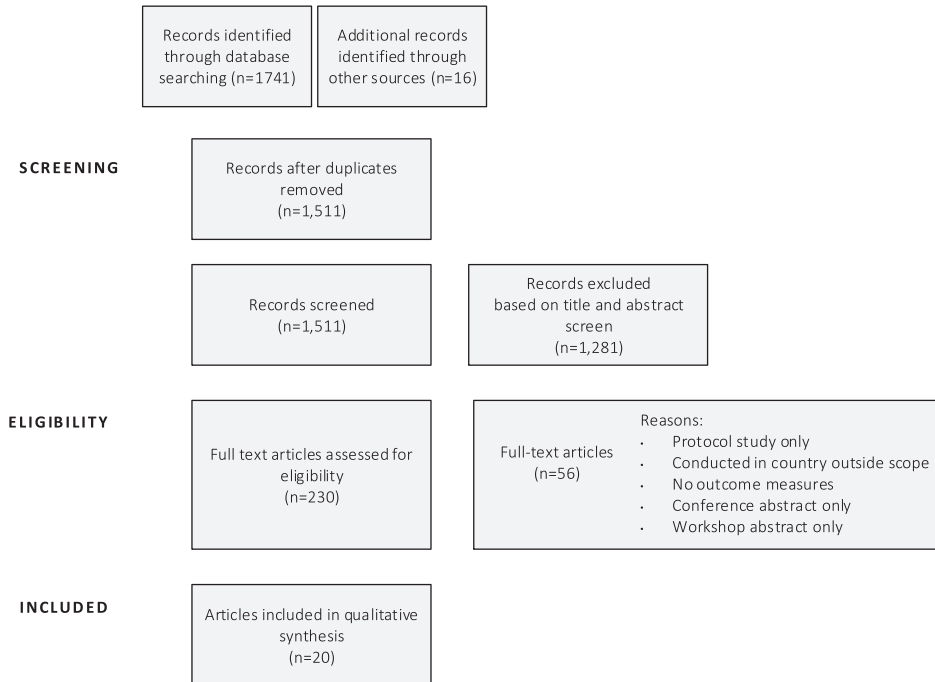 Records identified
through database
searching (n=1741)
Additional records
identified through
other sources (n=16)
SCREENING
Records after duplicates
removed
(n=1,511)
Records screened
(n=1,511)
Records excluded
based on title and abstract
screen
(n=1,281)
ELIGIBILITY
Full text articles assessed for
eligibility
(n=230)
Full-text articles
(n=56)
Reasons:
· Protocol study only
· Conducted in country outside scope
· No outcome measures
· Conference abstract only
· Workshop abstract only
INCLUDED
Articles included in qualitative
synthesis
(n=20)